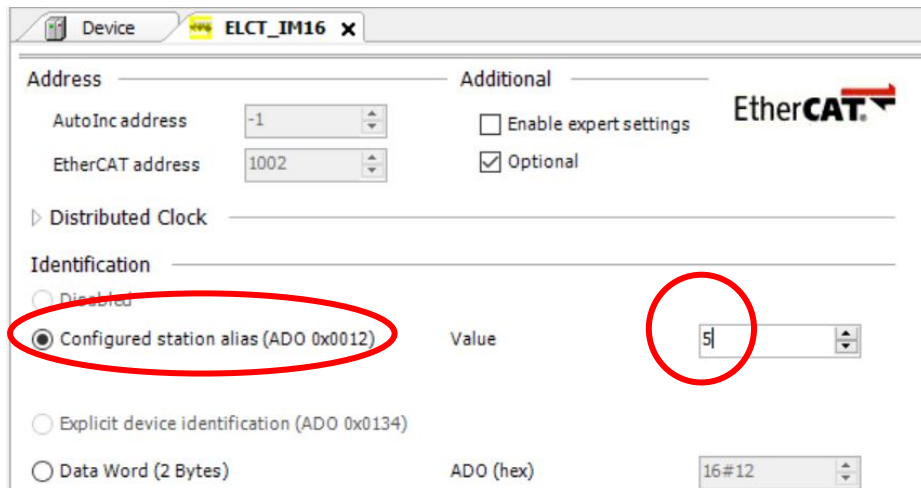 Device ELCT_IM16 x
Address Additional
EtherCAT.
AutoInc address -1 Enable expert settings
EtherCAT address 1002 Optional
Distributed Clock
Identification
Disabled
Configured station alias (ADO 0x0012) Value 5
Explicit device identification (ADO 0x0134)
Data Word (2 Bytes) ADO (hex) 16#12